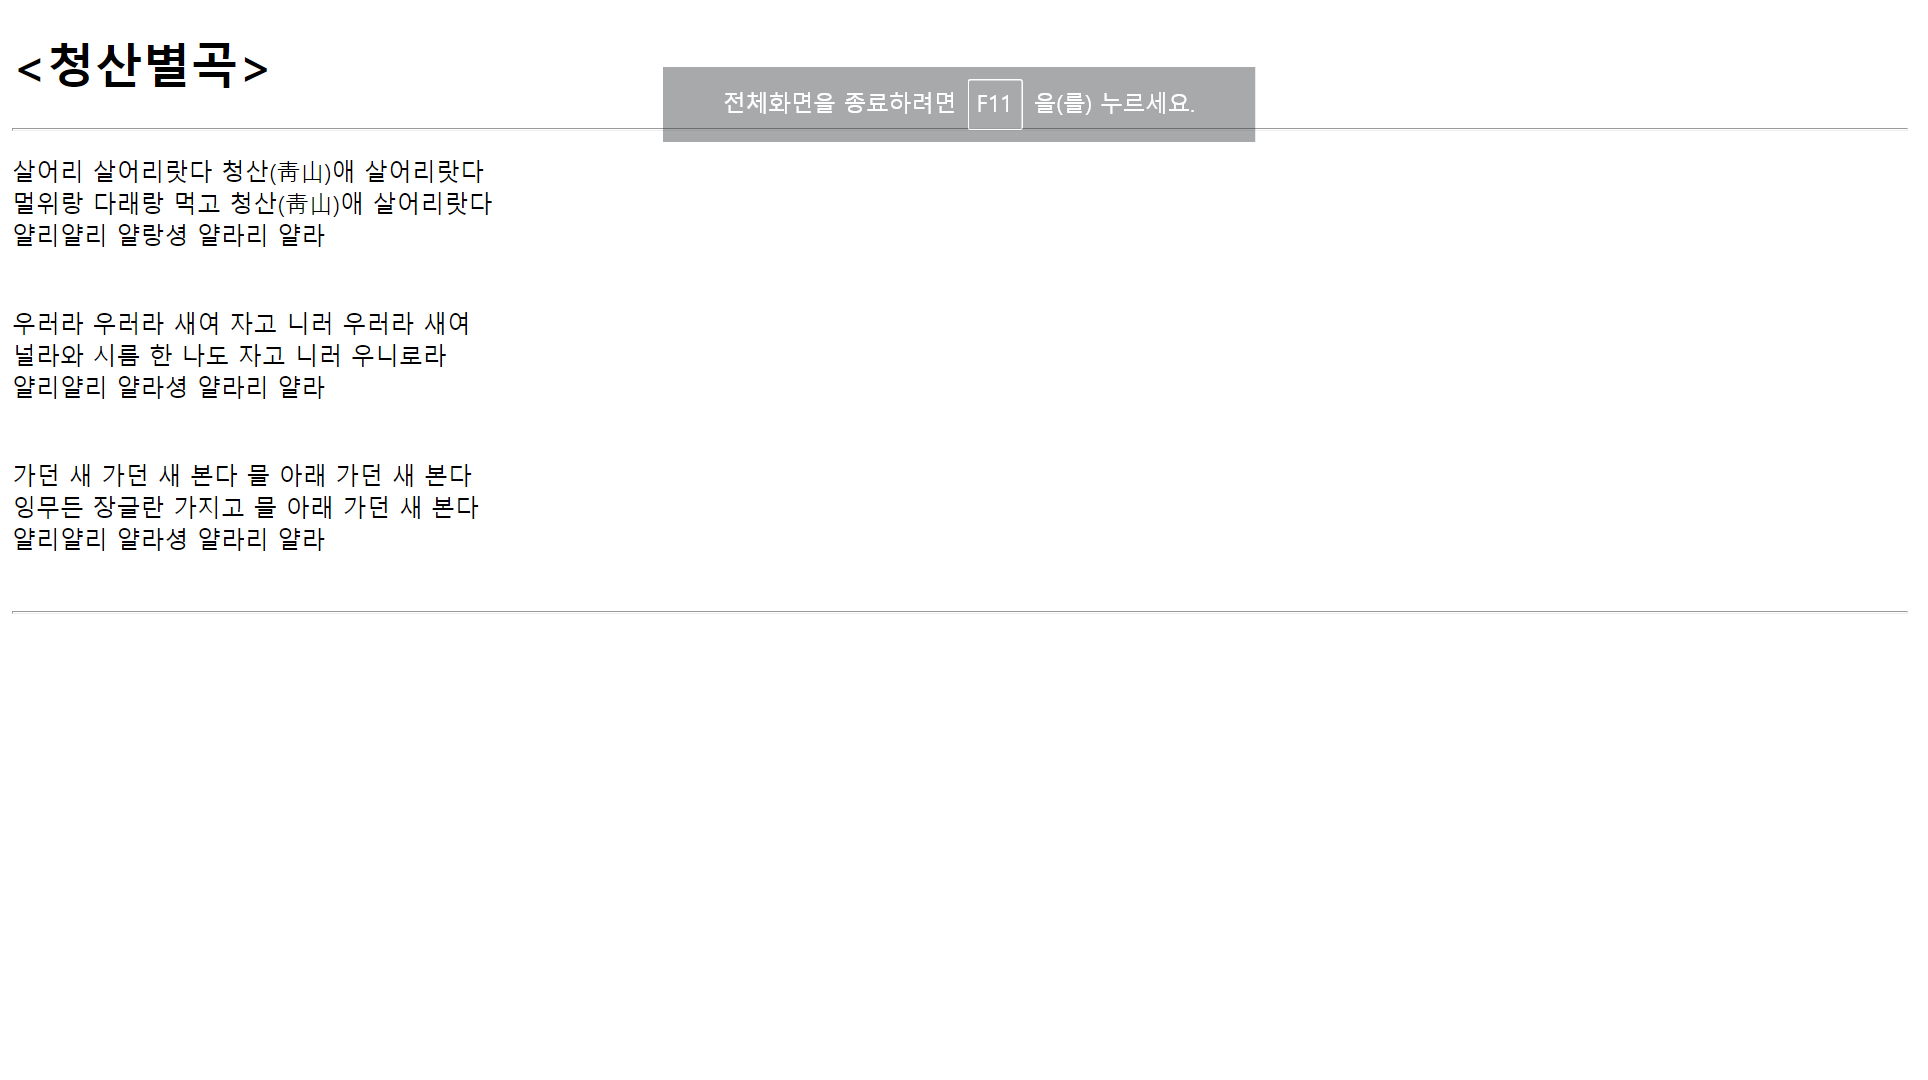 <청산별곡>
전체화면을 종료하려면 F11 을(를) 누르세요.
살어리 살어리랏다 청산(靑山)애 살어리랏다
멀위랑 다래랑 먹고 청산(靑山)애 살어리랏다
얄리얄리 얄랑셩 얄라리 얄라
우러라 우러라 새여 자고 니러 우러라 새여
널라와 시름 한 나도 자고 니러 우니로라
얄리얄리 얄라셩 얄라리 얄라
가던 새 가던 새 본다 믈 아래 가던 새 본다
잉무든 장글란 가지고 믈 아래 가던 새 본다
얄리얄리 얄라셩 얄라리 얄라